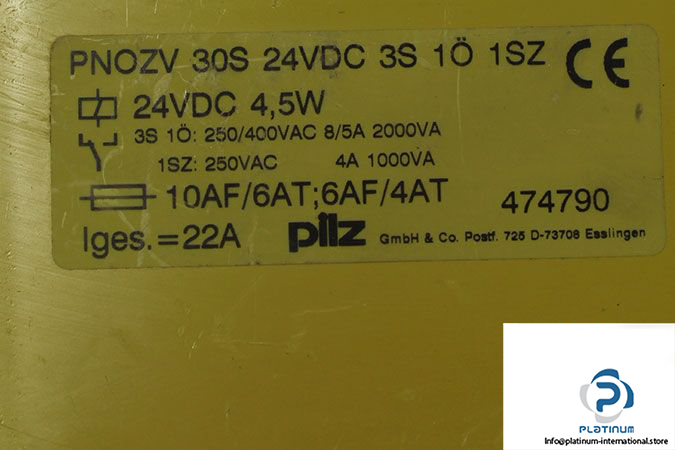 PNOZV 30S 24VDC 3S 1Ö 1SZ CE
24VDC 4,5W
3S 1Ö: 250/400VAC 8/5A 2000VA
1SZ: 250VAC 4A 1000VA
10AF/6AT;6AF/4AT 474790
Iges.=22A pilz GmbH & Co. Postf. 725 D-73708 Esslingen
PLATINUM
Info@platinum-international.store